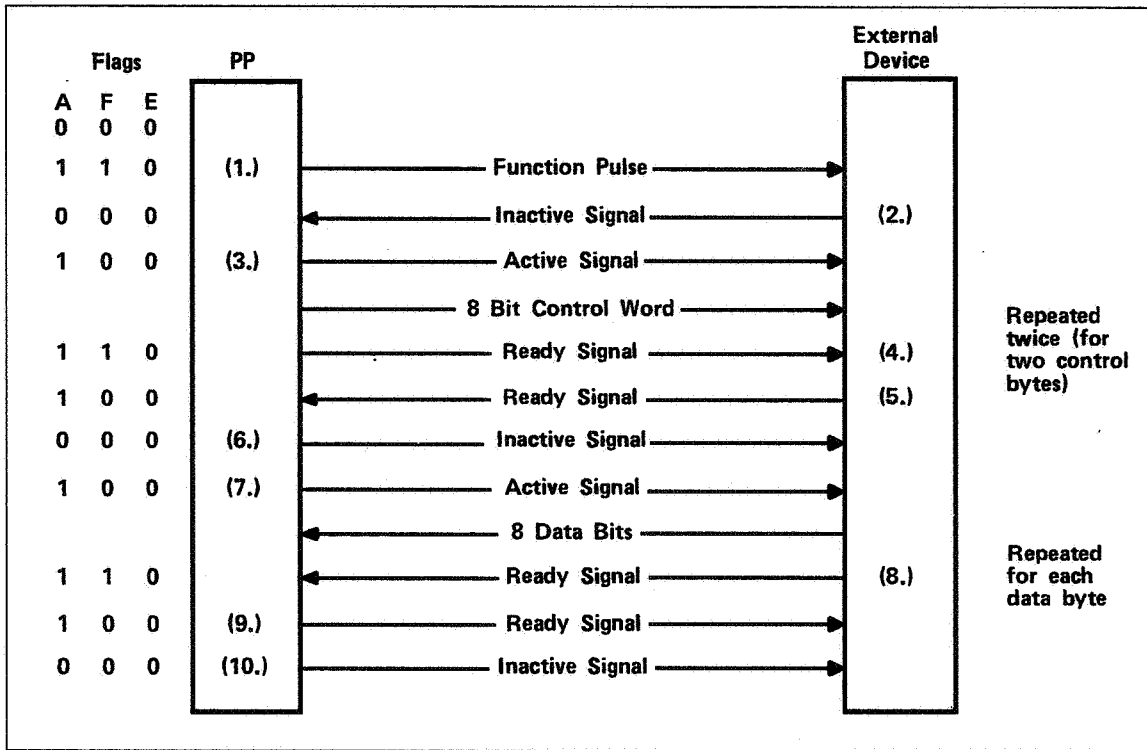 Flags PP External Device
A F E
0 0 0
1 1 0 (1.) Function Pulse
0 0 0 Inactive Signal (2.)
1 0 0 (3.) Active Signal
8 Bit Control Word
1 1 0 Ready Signal (4.)
1 0 0 Ready Signal (5.)
Repeated
twice (for
two control
bytes)
0 0 0 (6.) Inactive Signal
1 0 0 (7.) Active Signal
8 Data Bits
1 1 0 Ready Signal (8.)
Repeated
for each
data byte
1 0 0 (9.) Ready Signal
0 0 0 (10.) Inactive Signal